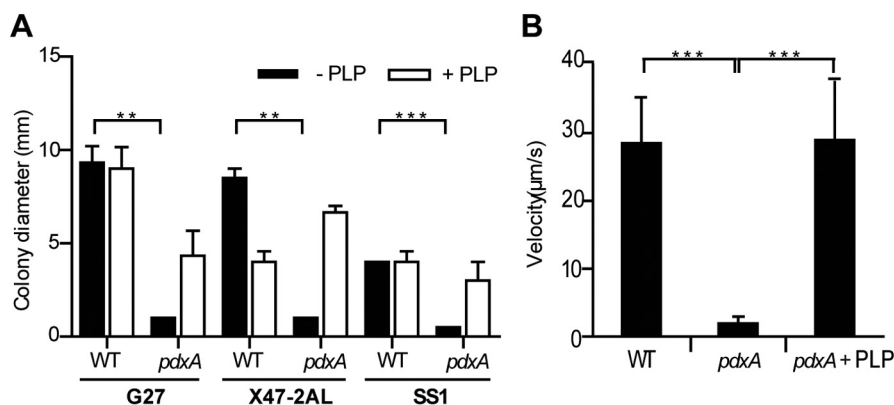 A
15
10
5
0
Colony diameter (mm)
- PLP
+ PLP
**
**
***
WT
pdxA
WT
pdxA
WT
pdxA
G27
X47-2AL
SS1
B
40
30
20
10
0
Velocity(µm/s)
***
***
WT
pdxA
pdxA + PLP